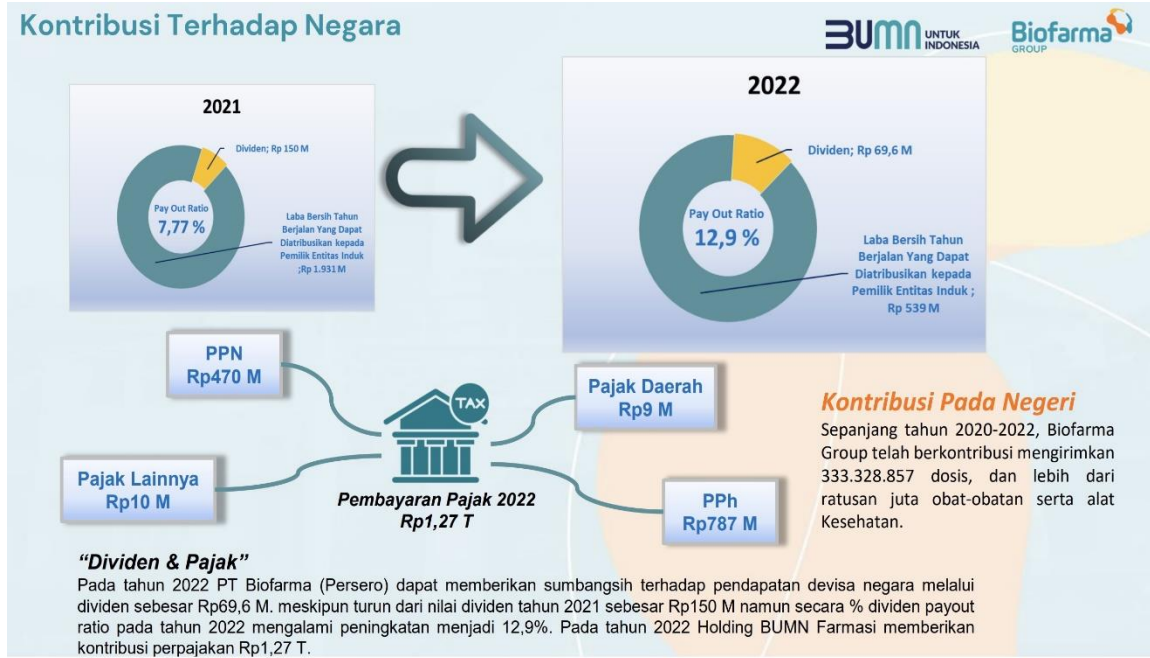 Kontribusi Terhadap Negara
BUMN UNTUK
INDONESIA
Biofarma
GROUP
2021
Dividen; Rp 150 M
Pay Out Ratio
7,77 %
Laba Bersih Tahun
Berjalan Yang Dapat
Diatribusikan kepada
Pemilik Entitas Induk
;Rp 1.931 M
2022
Dividen; Rp 69,6 M
Pay Out Ratio
12,9 %
Laba Bersih Tahun
Berjalan Yang Dapat
Diatribusikan kepada
Pemilik Entitas Induk ;
Rp 539 M
PPN
Rp470 M
TAX
Pajak Daerah
Rp9 M
Pajak Lainnya
Rp10 M
Pembayaran Pajak 2022
Rp1,27 T
PPh
Rp787 M
Kontribusi Pada Negeri
Sepanjang tahun 2020-2022, Biofarma
Group telah berkontribusi mengirimkan
333.328.857 dosis, dan lebih dari
ratusan juta obat-obatan serta alat
Kesehatan.
“Dividen & Pajak”
Pada tahun 2022 PT Biofarma (Persero) dapat memberikan sumbangsih terhadap pendapatan devisa negara melalui
dividen sebesar Rp69,6 M. meskipun turun dari nilai dividen tahun 2021 sebesar Rp150 M namun secara % dividen payout
ratio pada tahun 2022 mengalami peningkatan menjadi 12,9%. Pada tahun 2022 Holding BUMN Farmasi memberikan
kontribusi perpajakan Rp1,27 T.